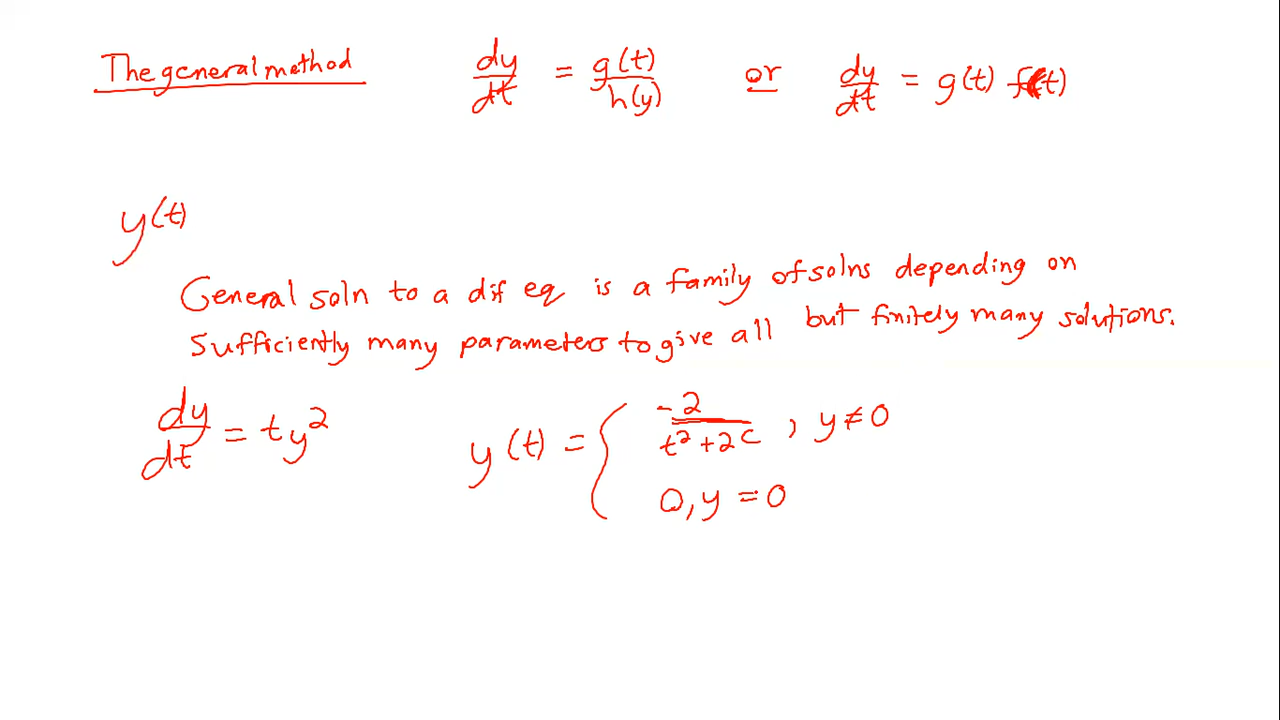 The general method dy/dt = g(t)/h(y) or dy/dt = g(t) f(t)
y(t)
General soln to a dif eq is a family of solns depending on
Sufficiently many parameters to give all but finitely many solutions.
dy/dt = ty² y(t) = { -2/(t²+2C) , y≠0
0, y=0